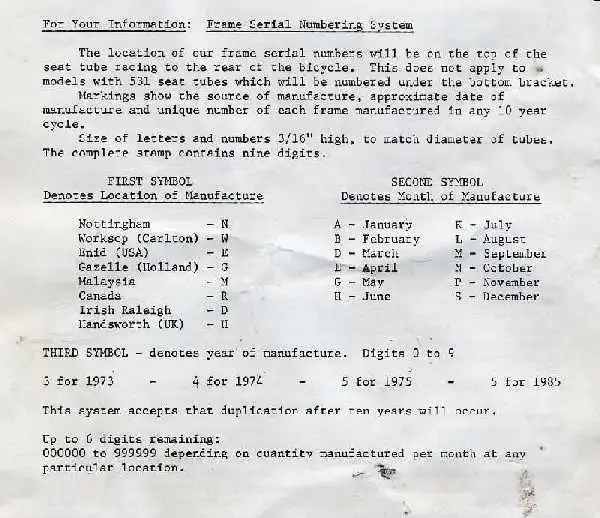 For Your Information: Frame Serial Numbering System
The location of our frame serial numbers will be on the top of the
seat tube facing to the rear of the bicycle. This does not apply to
models with 531 seat tubes which will be numbered under the bottom bracket.
Markings show the source of manufacture, approximate date of
manufacture and unique number of each frame manufactured in any 10 year
cycle.
Size of letters and numbers 3/16" high, to match diameter of tubes.
The complete stamp contains nine digits.
FIRST SYMBOL
Denotes Location of Manufacture
Nottingham - N
Worksop (Carlton) - W
Enid (USA) - E
Gazelle (Holland) - G
Malaysia - M
Canada - R
Irish Raleigh - D
Handsworth (UK) - H
SECOND SYMBOL
Denotes Month of Manufacture
A - January K - July
B - February L - August
D - March M - September
E - April N - October
G - May P - November
H - June S - December
THIRD SYMBOL - denotes year of manufacture. Digits 0 to 9
3 for 1973 - 4 for 1974 - 5 for 1975 - 5 for 1985
This system accepts that duplication after ten years will occur.
Up to 6 digits remaining:
000000 to 999999 depending on quantity manufactured per month at any
particular location.